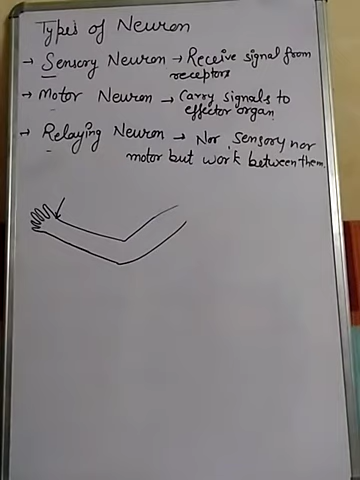 Types of Neuron
→ Sensory Neuron → Receive signal from
receptors
→ Motor Neuron → Carry signals to
effector organ
→ Relaying Neuron → Nor sensory nor
motor but work between them.